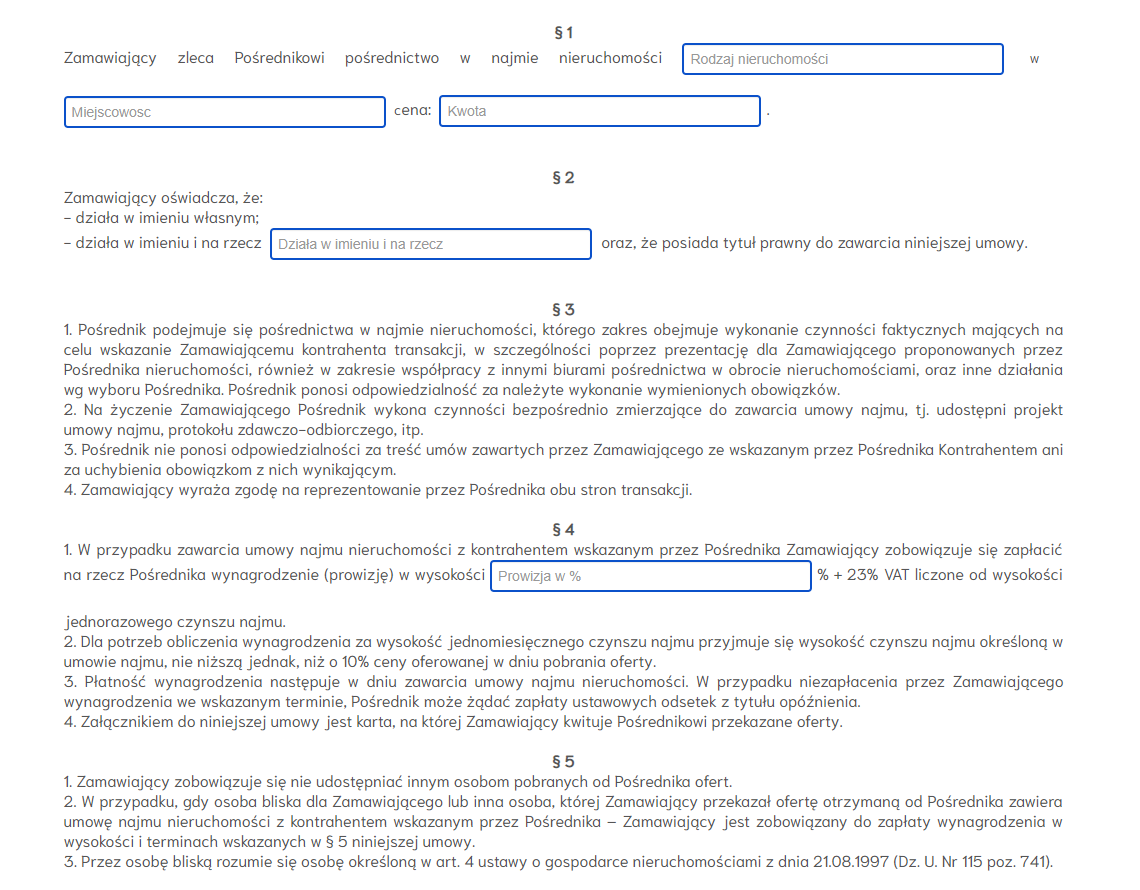 § 1
Zamawiający zleca Pośrednikowi pośrednictwo w najmie nieruchomości Rodzaj nieruchomości w
Miejscowosc cena: Kwota .
§ 2
Zamawiający oświadcza, że:
- działa w imieniu własnym;
- działa w imieniu i na rzecz Działa w imieniu i na rzecz oraz, że posiada tytuł prawny do zawarcia niniejszej umowy.
§ 3
1. Pośrednik podejmuje się pośrednictwa w najmie nieruchomości, którego zakres obejmuje wykonanie czynności faktycznych mających na
celu wskazanie Zamawiającemu kontrahenta transakcji, w szczególności poprzez prezentację dla Zamawiającego proponowanych przez
Pośrednika nieruchomości, również w zakresie współpracy z innymi biurami pośrednictwa w obrocie nieruchomościami, oraz inne działania
wg wyboru Pośrednika. Pośrednik ponosi odpowiedzialność za należyte wykonanie wymienionych obowiązków.
2. Na życzenie Zamawiającego Pośrednik wykona czynności bezpośrednio zmierzające do zawarcia umowy najmu, tj. udostępni projekt
umowy najmu, protokołu zdawczo-odbiorczego, itp.
3. Pośrednik nie ponosi odpowiedzialności za treść umów zawartych przez Zamawiającego ze wskazanym przez Pośrednika Kontrahentem ani
za uchybienia obowiązkom z nich wynikającym.
4. Zamawiający wyraża zgodę na reprezentowanie przez Pośrednika obu stron transakcji.
§ 4
1. W przypadku zawarcia umowy najmu nieruchomości z kontrahentem wskazanym przez Pośrednika Zamawiający zobowiązuje się zapłacić
na rzecz Pośrednika wynagrodzenie (prowizję) w wysokości Prowizja w % % + 23% VAT liczone od wysokości
jednorazowego czynszu najmu.
2. Dla potrzeb obliczenia wynagrodzenia za wysokość jednomiesięcznego czynszu najmu przyjmuje się wysokość czynszu najmu określoną w
umowie najmu, nie niższą jednak, niż o 10% ceny oferowanej w dniu pobrania oferty.
3. Płatność wynagrodzenia następuje w dniu zawarcia umowy najmu nieruchomości. W przypadku niezapłacenia przez Zamawiającego
wynagrodzenia we wskazanym terminie, Pośrednik może żądać zapłaty ustawowych odsetek z tytułu opóźnienia.
4. Załącznikiem do niniejszej umowy jest karta, na której Zamawiający kwituje Pośrednikowi przekazane oferty.
§ 5
1. Zamawiający zobowiązuje się nie udostępniać innym osobom pobranych od Pośrednika ofert.
2. W przypadku, gdy osoba bliska dla Zamawiającego lub inna osoba, której Zamawiający przekazał ofertę otrzymaną od Pośrednika zawiera
umowę najmu nieruchomości z kontrahentem wskazanym przez Pośrednika – Zamawiający jest zobowiązany do zapłaty wynagrodzenia w
wysokości i terminach wskazanych w § 5 niniejszej umowy.
3. Przez osobę bliską rozumie się osobę określoną w art. 4 ustawy o gospodarce nieruchomościami z dnia 21.08.1997 (Dz. U. Nr 115 poz. 741).